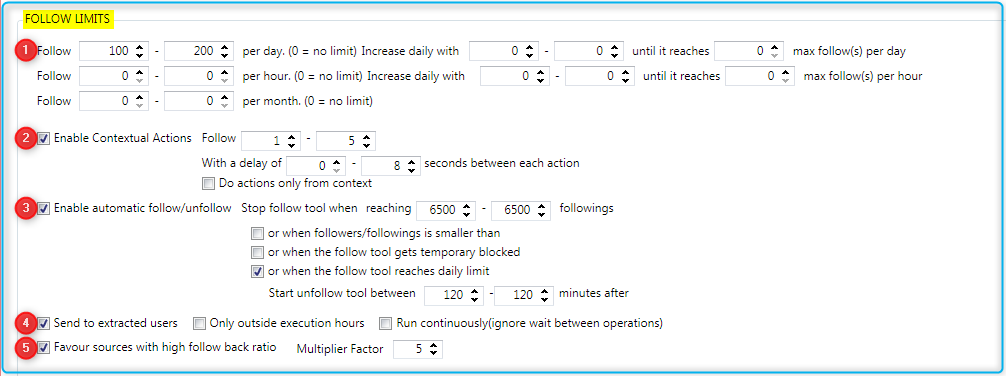 FOLLOW LIMITS
1 Follow 100 - 200 per day. (0 = no limit) Increase daily with 0 - 0 until it reaches 0 max follow(s) per day
Follow 0 - 0 per hour. (0 = no limit) Increase daily with 0 - 0 until it reaches 0 max follow(s) per hour
Follow 0 - 0 per month. (0 = no limit)
2 Enable Contextual Actions Follow 1 - 5
With a delay of 0 - 8 seconds between each action
Do actions only from context
3 Enable automatic follow/unfollow Stop follow tool when reaching 6500 - 6500 followings
or when followers/followings is smaller than
or when the follow tool gets temporary blocked
or when the follow tool reaches daily limit
Start unfollow tool between 120 - 120 minutes after
4 Send to extracted users Only outside execution hours Run continuously(ignore wait between operations)
5 Favour sources with high follow back ratio Multiplier Factor 5